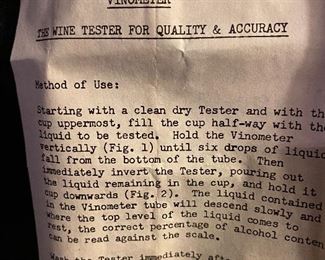 VINOMETER
THE WINE TESTER FOR QUALITY & ACCURACY
Method of Use:
Starting with a clean dry Tester and with th
cup uppermost, fill the cup half-way with the
liquid to be tested. Hold the Vinometer
vertically (Fig. 1) until six drops of liquid
fall from the bottom of the tube. Then
immediately invert the Tester, pouring out
the liquid remaining in the cup, and hold it
cup downwards (Fig. 2). The liquid contained
in the Vinometer tube will descend slowly and
where the top level of the liquid comes to
rest, the correct percentage of alcohol conten
can be read against the scale.
Tester immediately after